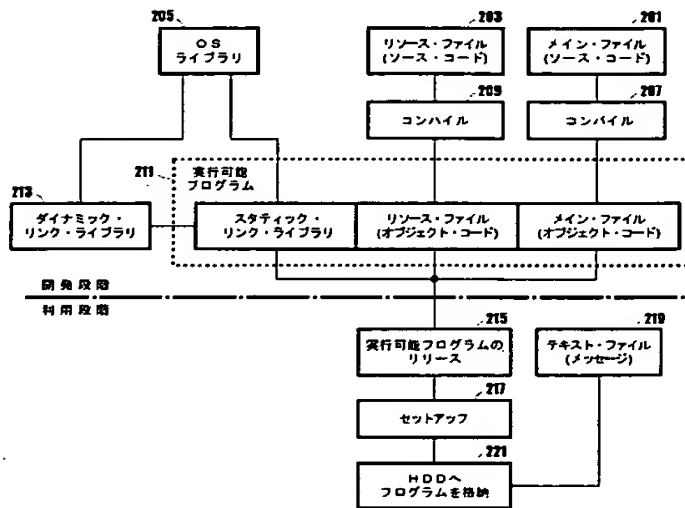 205
OS
ライブラリ
203
リソース・ファイル
(ソース・コード)
201
メイン・ファイル
(ソース・コード)
209
コンパイル
207
コンパイル
211
実行可能
プログラム
213
ダイナミック・
リンク・ライブラリ
スタティック・
リンク・ライブラリ
リソース・ファイル
(オブジェクト・コード)
メイン・ファイル
(オブジェクト・コード)
開発段階
利用段階
215
実行可能プログラムの
リリース
219
テキスト・ファイル
(メッセージ)
217
セットアップ
221
HDDへ
プログラムを格納